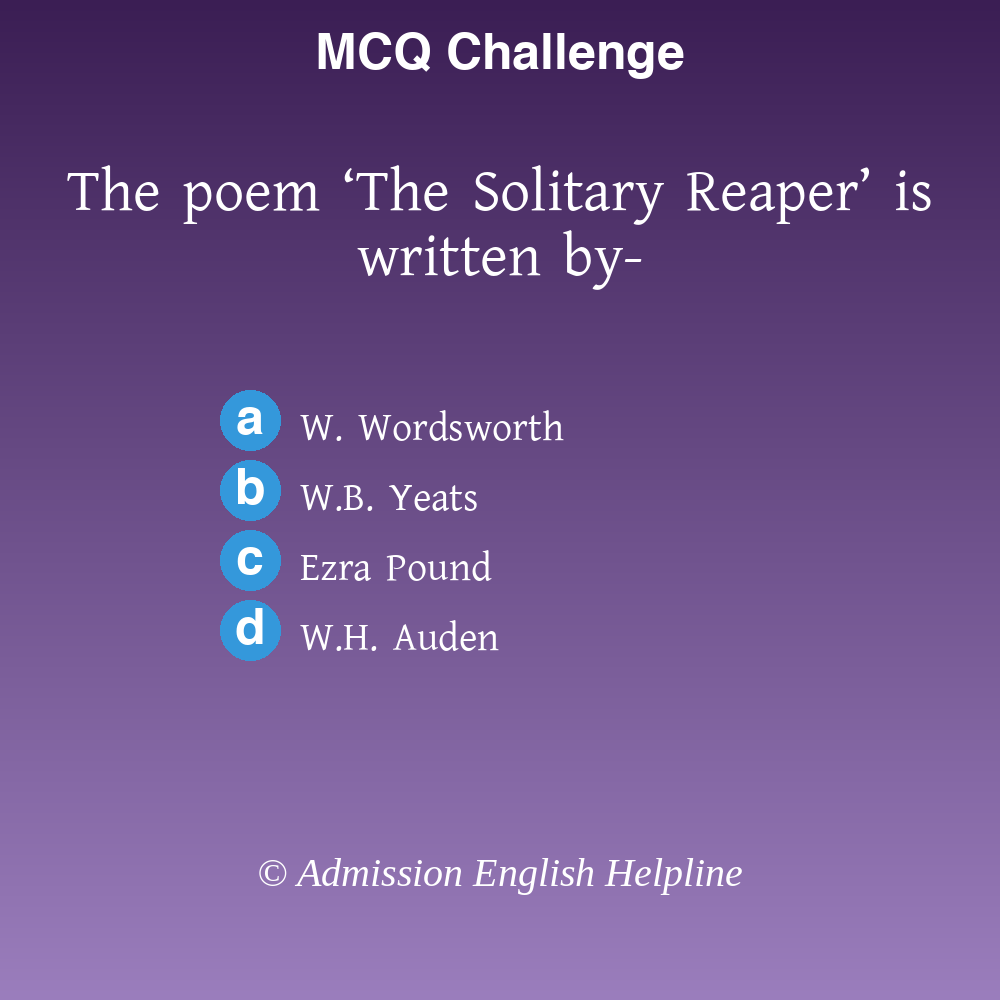 MCQ Challenge
The poem ‘The Solitary Reaper’ is
written by-
a W. Wordsworth
b W.B. Yeats
c Ezra Pound
d W.H. Auden
© Admission English Helpline